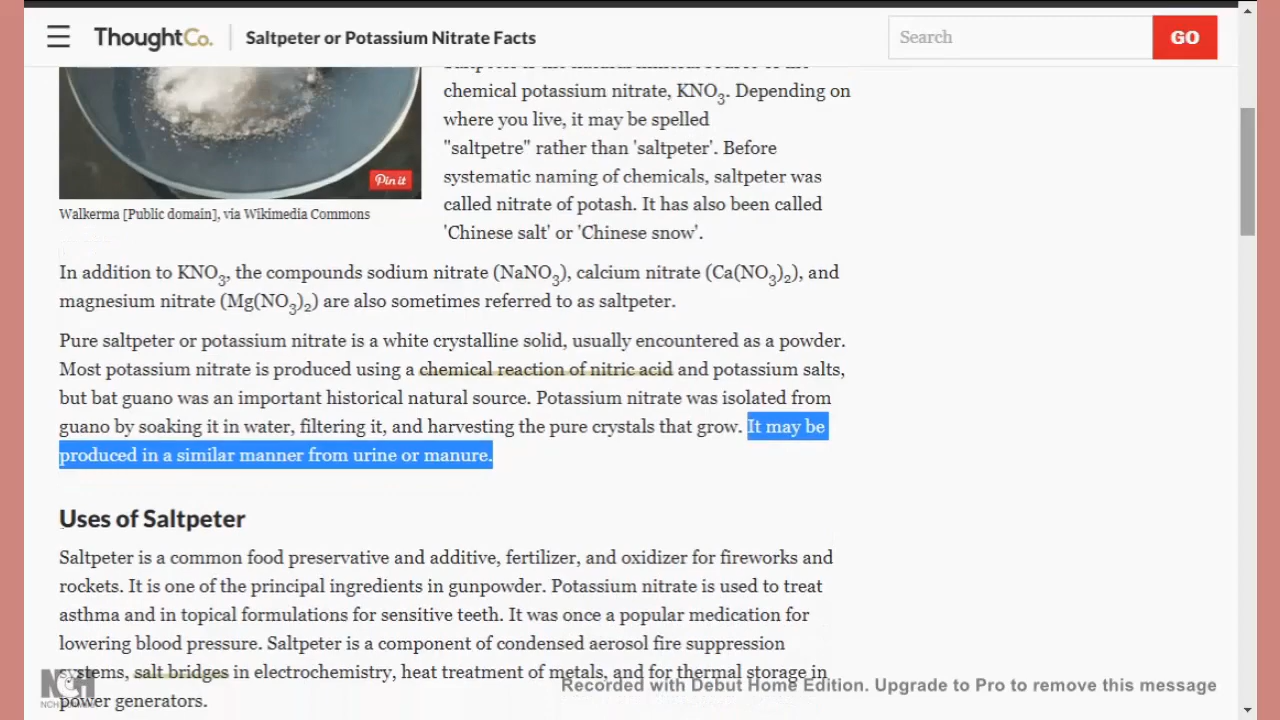 ThoughtCo.
Saltpeter or Potassium Nitrate Facts
Search
GO
chemical potassium nitrate, KNO3. Depending on
where you live, it may be spelled
"saltpetre" rather than 'saltpeter'. Before
systematic naming of chemicals, saltpeter was
called nitrate of potash. It has also been called
'Chinese salt' or 'Chinese snow'.
Pin it
Walkerma [Public domain], via Wikimedia Commons
In addition to KNO3, the compounds sodium nitrate (NaNO3), calcium nitrate (Ca(NO3)2), and
magnesium nitrate (Mg(NO3)2) are also sometimes referred to as saltpeter.
Pure saltpeter or potassium nitrate is a white crystalline solid, usually encountered as a powder.
Most potassium nitrate is produced using a chemical reaction of nitric acid and potassium salts,
but bat guano was an important historical natural source. Potassium nitrate was isolated from
guano by soaking it in water, filtering it, and harvesting the pure crystals that grow. It may be
produced in a similar manner from urine or manure.
Uses of Saltpeter
Saltpeter is a common food preservative and additive, fertilizer, and oxidizer for fireworks and
rockets. It is one of the principal ingredients in gunpowder. Potassium nitrate is used to treat
asthma and in topical formulations for sensitive teeth. It was once a popular medication for
lowering blood pressure. Saltpeter is a component of condensed aerosol fire suppression
systems, salt bridges in electrochemistry, heat treatment of metals, and for thermal storage in
power generators.
NCH
Recorded with Debut Home Edition. Upgrade to Pro to remove this message